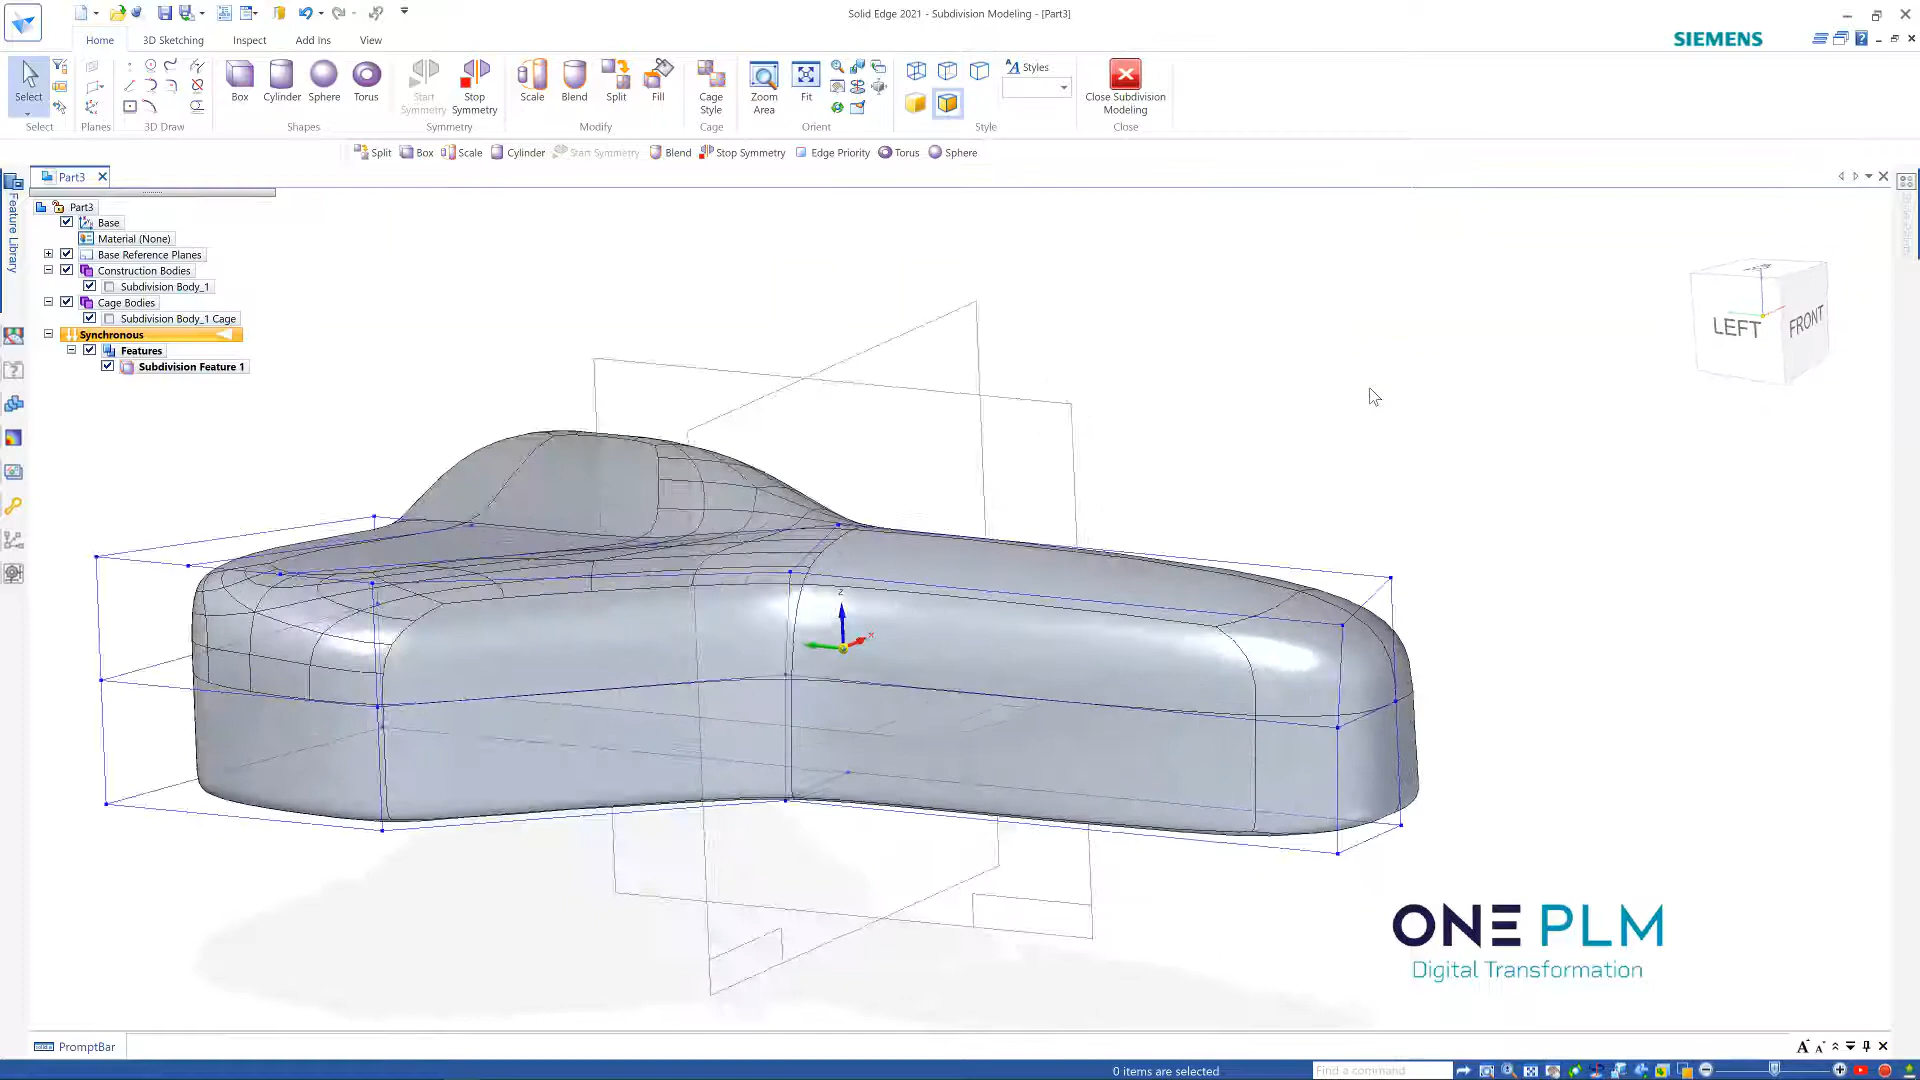 Solid Edge 2021 - Subdivision Modeling - [Part3]
Home
3D Sketching
Inspect
Add Ins
View
SIEMENS
Select
Box
Cylinder
Sphere
Torus
Start Symmetry
Stop Symmetry
Scale
Blend
Split
Fill
Cage Style
Zoom Area
Fit
Styles
Close Subdivision Modeling
Select
Planes
3D Draw
Shapes
Symmetry
Modify
Cage
Orient
Style
Close
Split
Box
Scale
Cylinder
Start Symmetry
Blend
Stop Symmetry
Edge Priority
Torus
Sphere
Part3
Feature Library
Part3
Base
Material (None)
Base Reference Planes
Construction Bodies
Subdivision Body_1
Cage Bodies
Subdivision Body_1 Cage
Synchronous
Features
Subdivision Feature 1
LEFT
FRONT
Z
X
ONE PLM
Digital Transformation
PromptBar
0 items are selected
Find a command